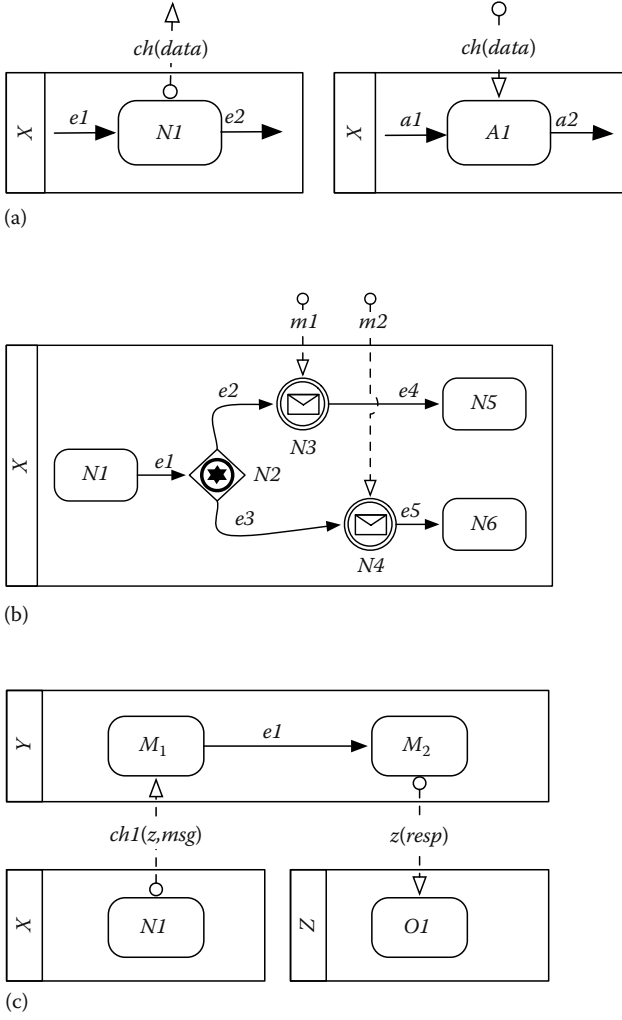 ch(data)
ch(data)
X
e1
N1
e2
X
a1
A1
a2
(a)
m1
m2
X
e2
N3
e4
N5
N1
e1
N2
e3
N4
e5
N6
(b)
Y
M₁
e1
M₂
ch1(z,msg)
z(resp)
X
N1
Z
O1
(c)